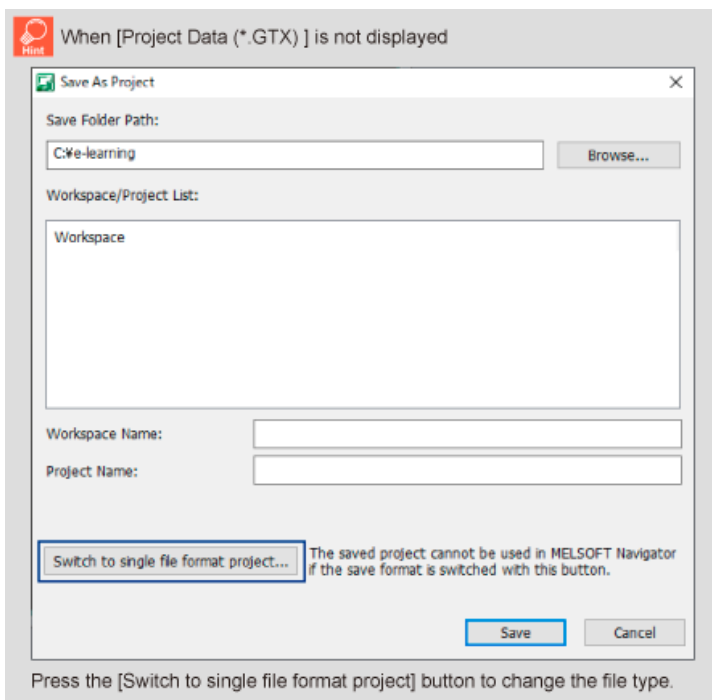 Hint
When [Project Data (*.GTX) ] is not displayed
Save As Project
Save Folder Path:
C:¥e-learning
Browse...
Workspace/Project List:
Workspace
Workspace Name:
Project Name:
Switch to single file format project...
The saved project cannot be used in MELSOFT Navigator
if the save format is switched with this button.
Save
Cancel
Press the [Switch to single file format project] button to change the file type.